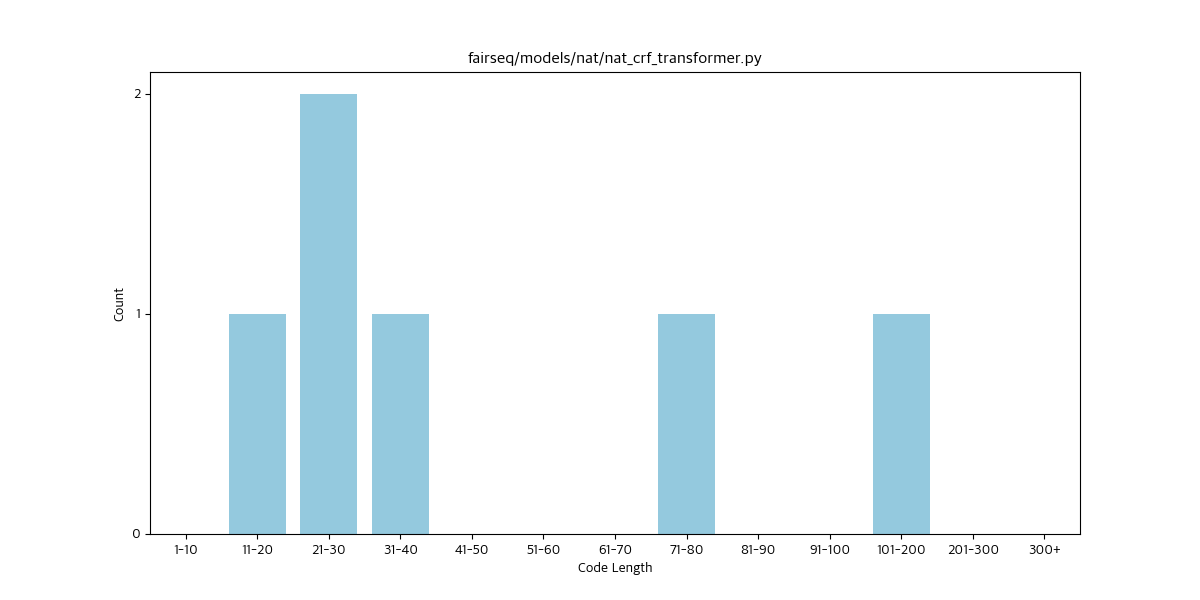 fairseq/models/nat/nat_crf_transformer.py
2
1
0
Count
1-10 11-20 21-30 31-40 41-50 51-60 61-70 71-80 81-90 91-100 101-200 201-300 300+
Code Length